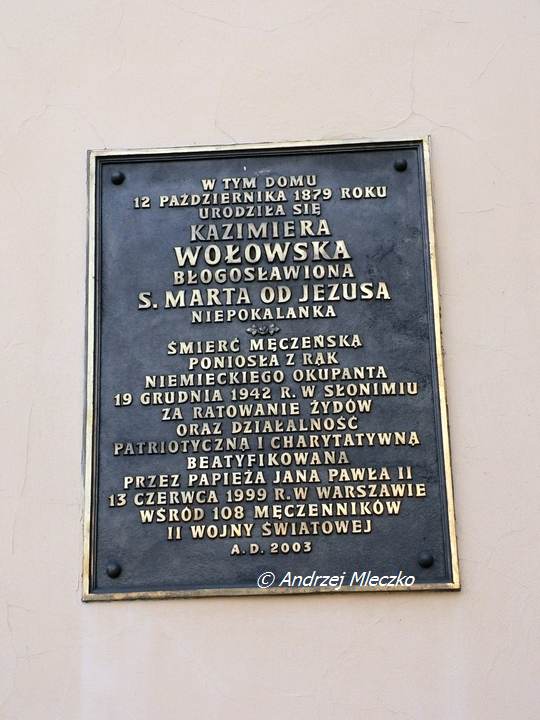 W TYM DOMU
12 PAŹDZIERNIKA 1879 ROKU
URODZIŁA SIĘ
KAZIMIERA
WOŁOWSKA
BŁOGOSŁAWIONA
S. MARTA OD JEZUSA
NIEPOKALANKA
ŚMIERĆ MĘCZEŃSKĄ
PONIOSŁA Z RĄK
NIEMIECKIEGO OKUPANTA
19 GRUDNIA 1942 R. W SŁONIMIU
ZA RATOWANIE ŻYDÓW
ORAZ DZIAŁALNOŚĆ
PATRIOTYCZNĄ I CHARYTATYWNĄ
BEATYFIKOWANA
PRZEZ PAPIEŻA JANA PAWŁA II
13 CZERWCA 1999 R. W WARSZAWIE
WŚRÓD 108 MĘCZENNIKÓW
II WOJNY ŚWIATOWEJ
A. D. 2003
© Andrzej Mleczko